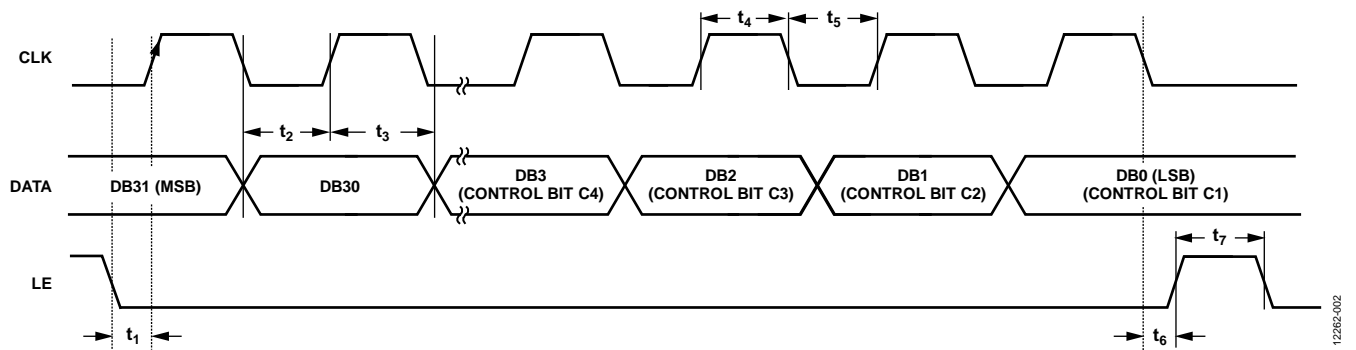 t4
t5
CLK
t2
t3
DATA
DB31 (MSB)
DB30
DB3
(CONTROL BIT C4)
DB2
(CONTROL BIT C3)
DB1
(CONTROL BIT C2)
DB0 (LSB)
(CONTROL BIT C1)
t7
LE
t1
t6
12262-002